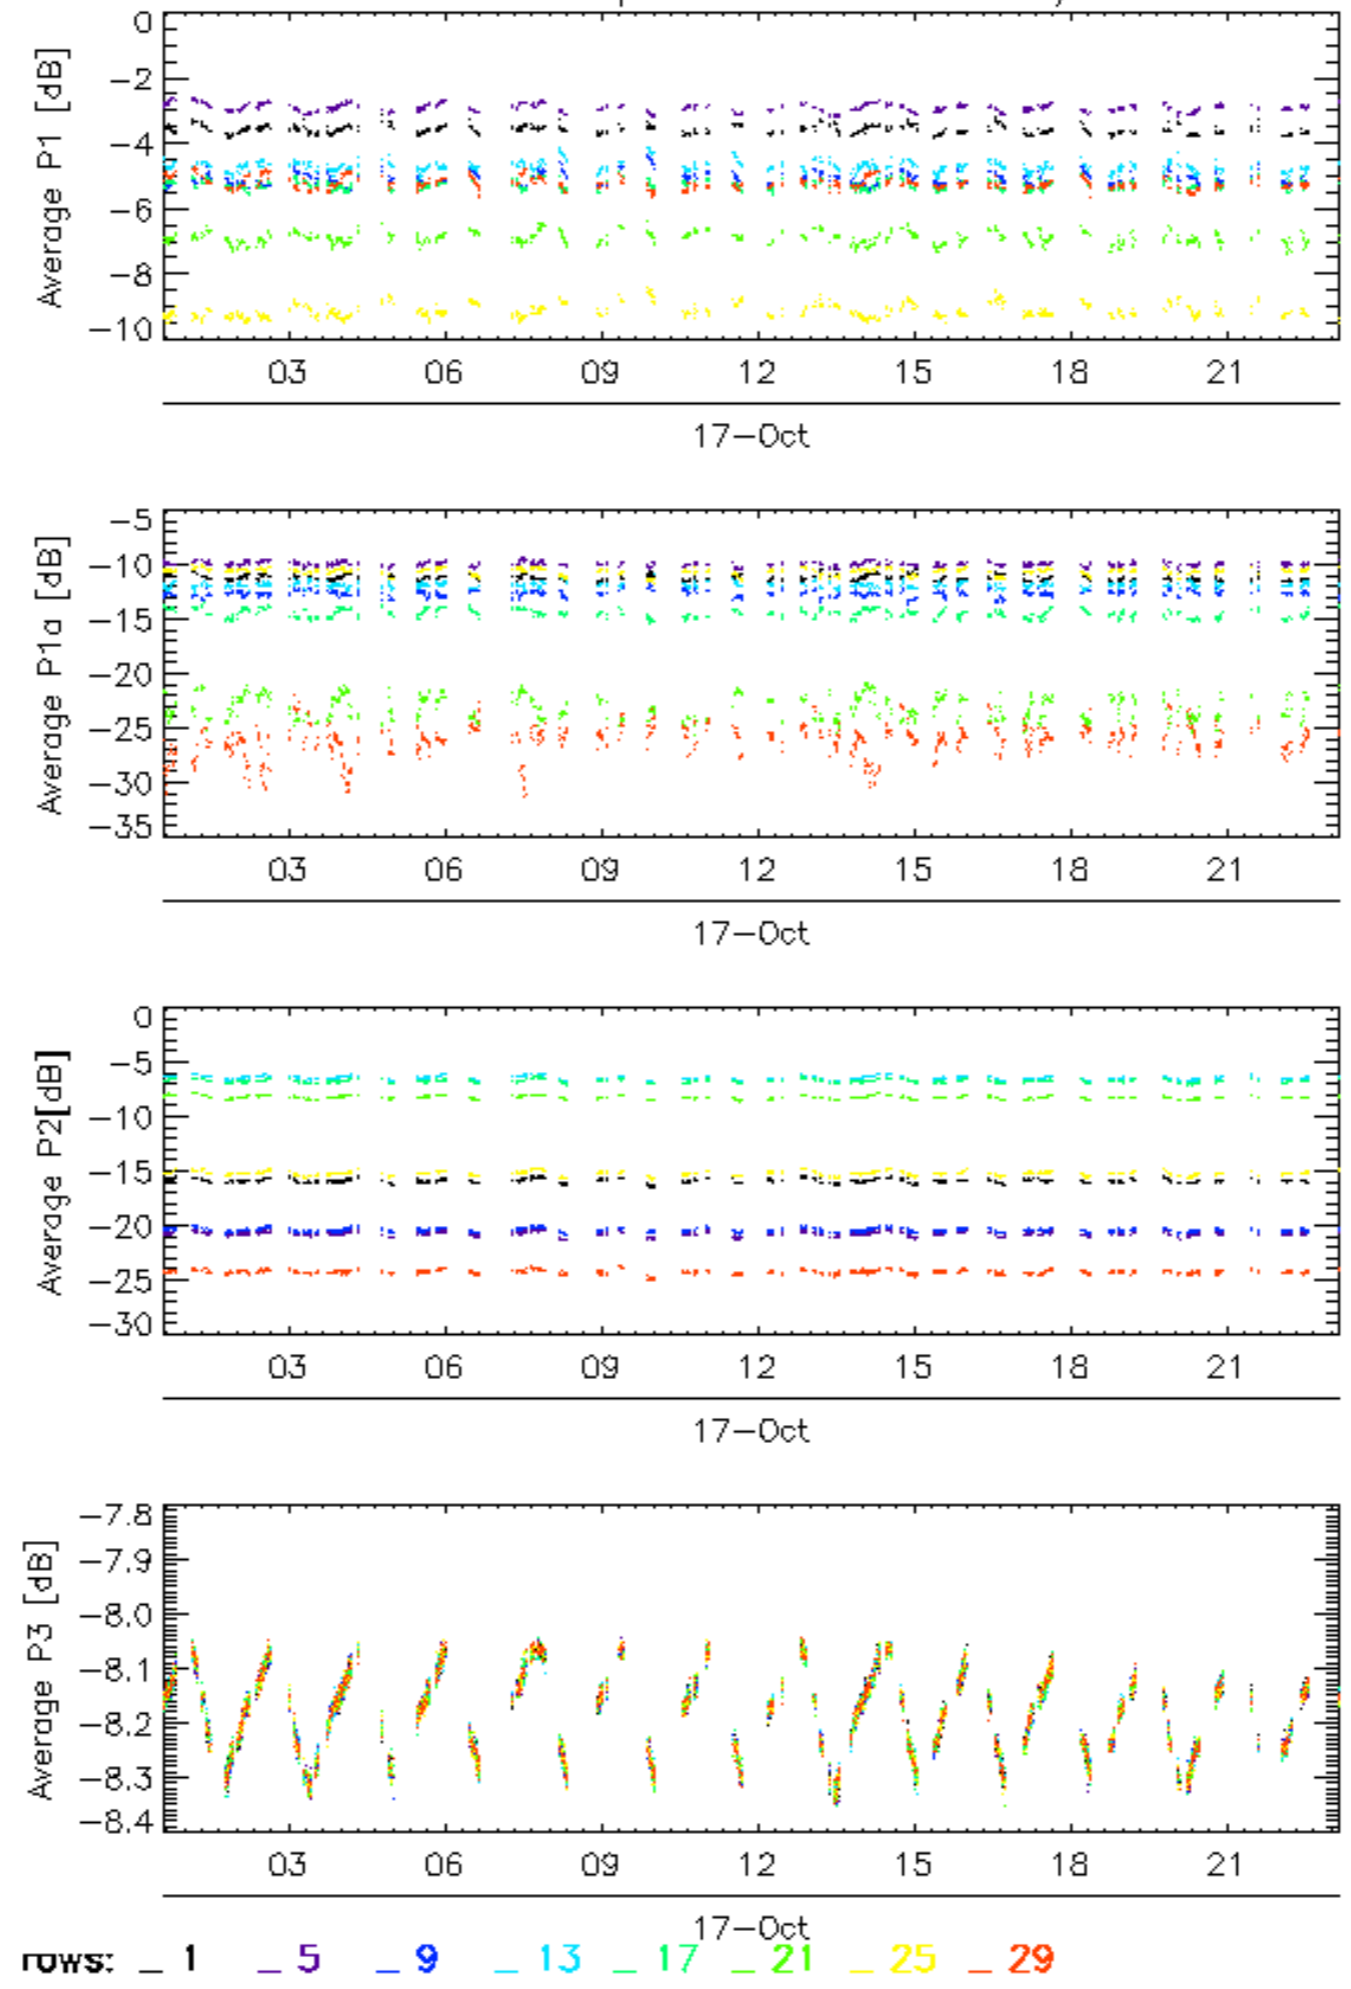 0
−2
−4
−6
−8
−10
Average P1 [dB]
03 06 09 12 15 18 21
17−Oct
−5
−10
−15
−20
−25
−30
−35
Average P1a [dB]
03 06 09 12 15 18 21
17−Oct
0
−5
−10
−15
−20
−25
−30
Average P2[dB]
03 06 09 12 15 18 21
17−Oct
−7.8
−7.9
−8.0
−8.1
−8.2
−8.3
−8.4
Average P3 [dB]
03 06 09 12 15 18 21
17−Oct
rows: _ 1 _ 5 _ 9 _ 13 _ 17 _ 21 _ 25 _ 29